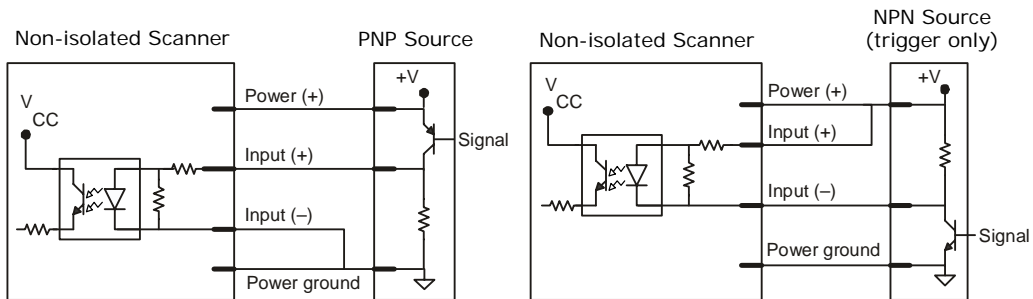 Non-isolated Scanner
PNP Source
+V
V
CC
Power (+)
Signal
Input (+)
Input (–)
Power ground
Non-isolated Scanner
NPN Source
(trigger only)
+V
V
CC
Power (+)
Input (+)
Input (–)
Signal
Power ground